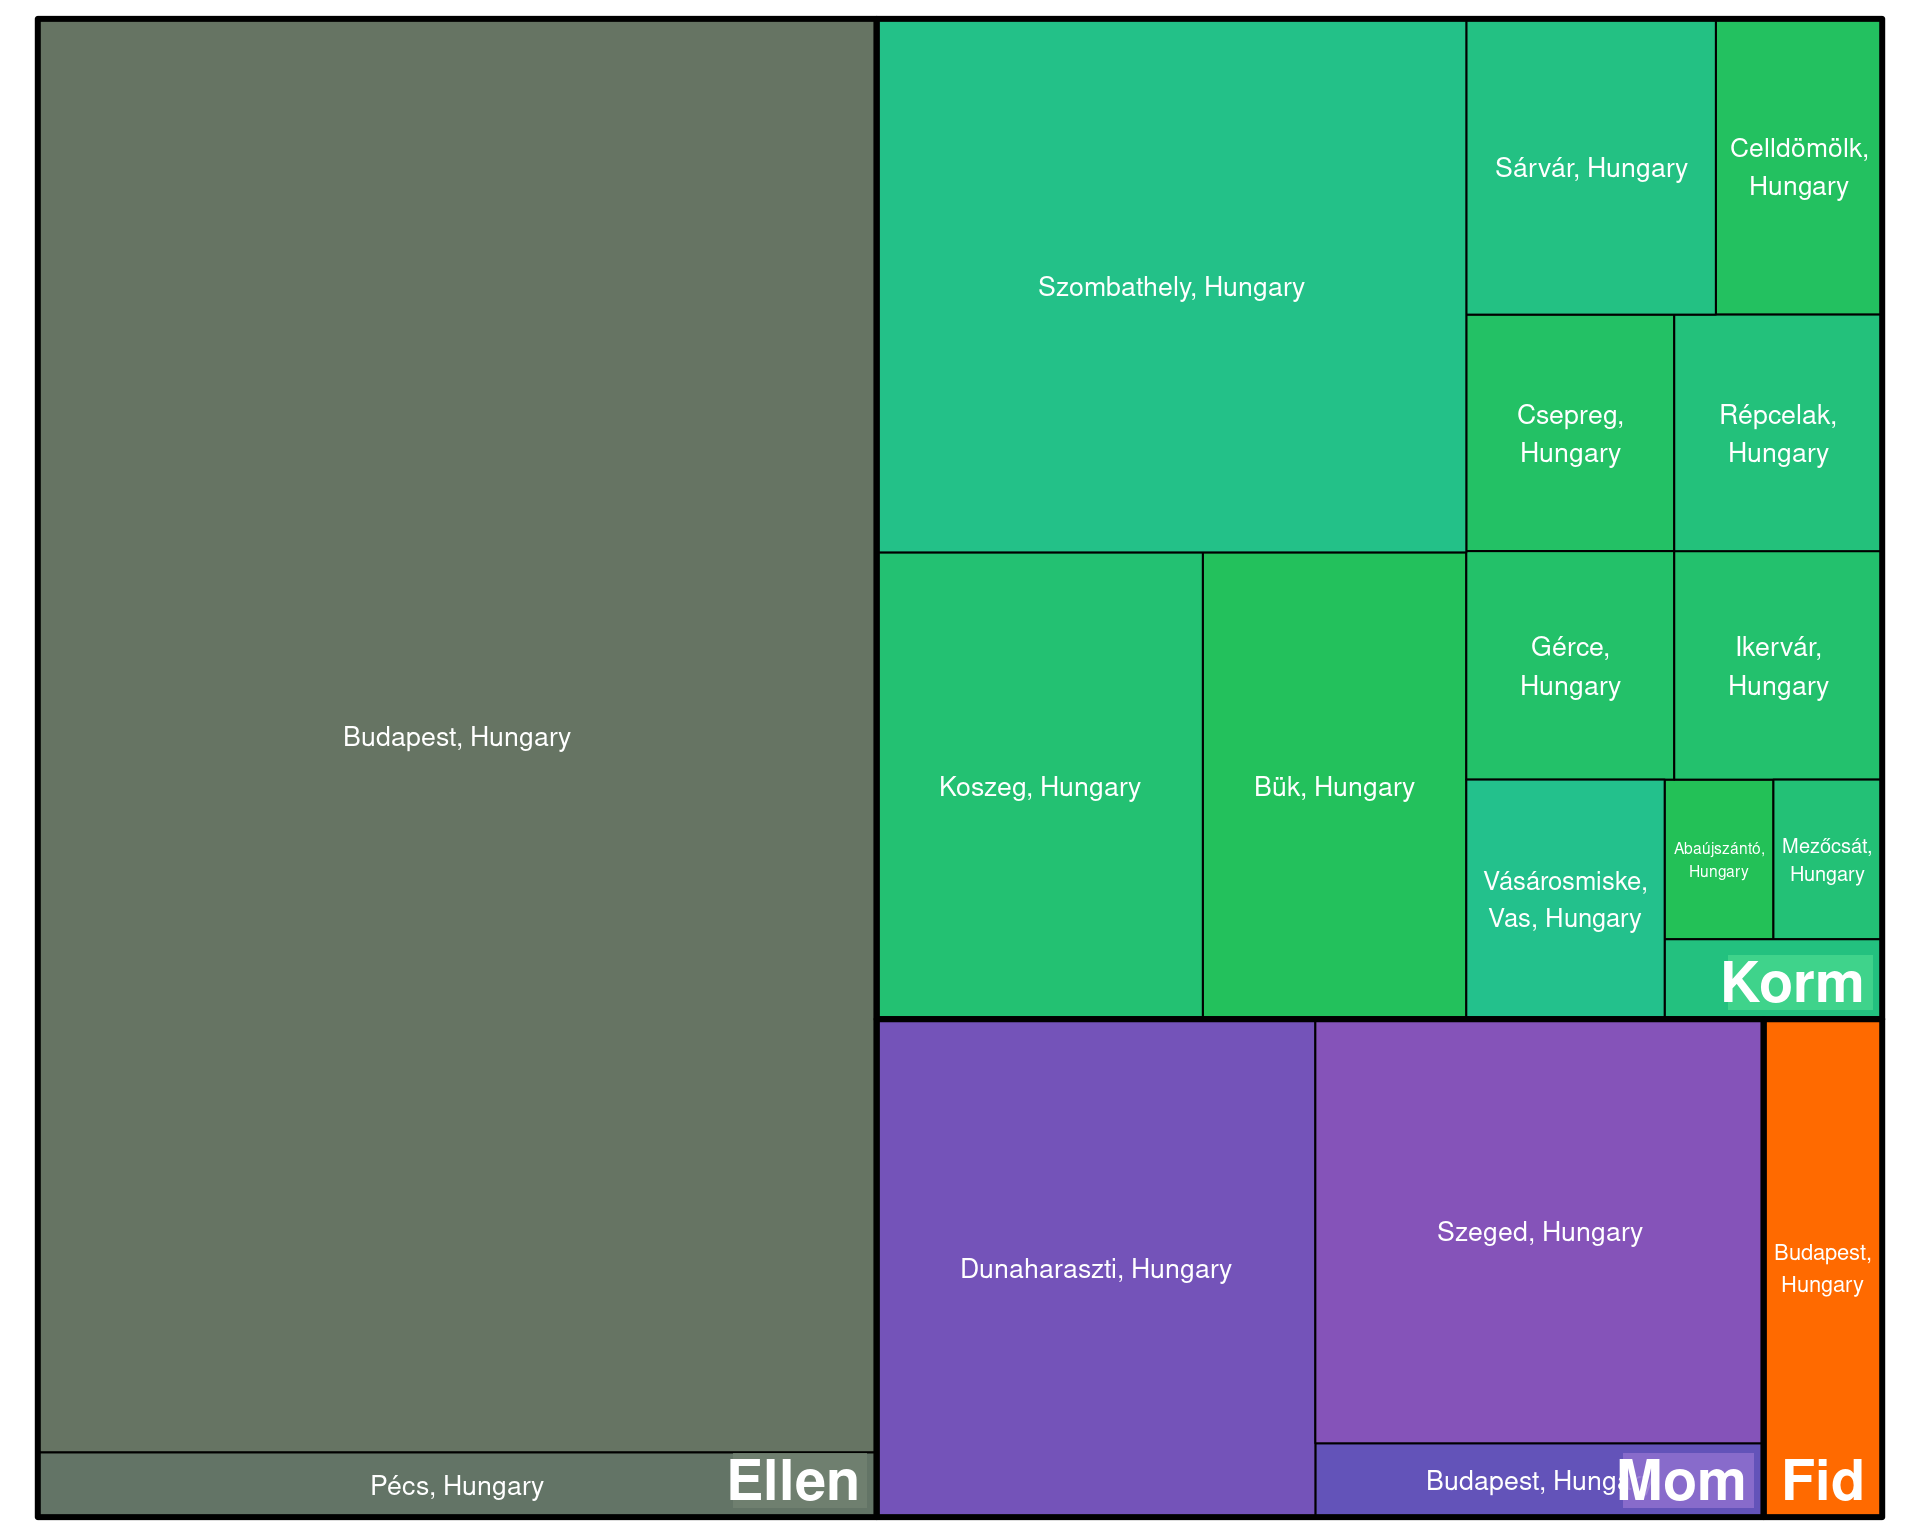 Budapest, Hungary
Pécs, Hungary
Ellen
Szombathely, Hungary
Sárvár, Hungary
Celldömölk,
Hungary
Csepreg,
Hungary
Répcelak,
Hungary
Koszeg, Hungary
Bük, Hungary
Gérce,
Hungary
Ikervár,
Hungary
Vásárosmiske,
Vas, Hungary
Abaújszántó,
Hungary
Mezőcsát,
Hungary
Korm
Dunaharaszti, Hungary
Szeged, Hungary
Budapest,
Mom
Budapest,
Hungary
Fid